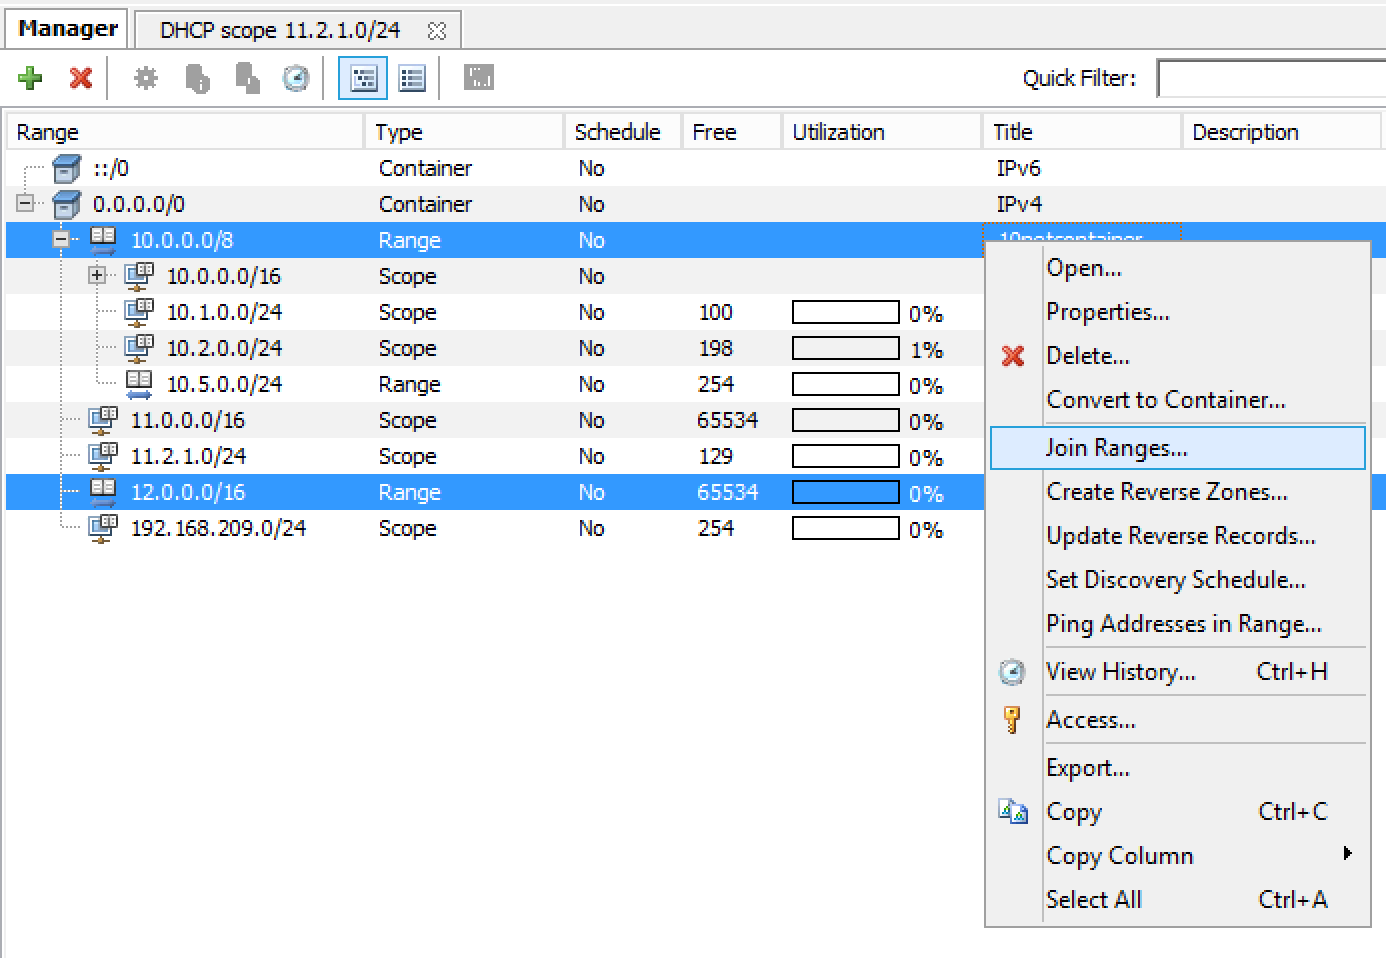 Manager DHCP scope 11.2.1.0/24
Quick Filter:
Range Type Schedule Free Utilization Title Description
::/0 Container No IPv6
0.0.0.0/0 Container No IPv4
10.0.0.0/8 Range No 10netcontainer
10.0.0.0/16 Scope No
10.1.0.0/24 Scope No 100 0%
10.2.0.0/24 Scope No 198 1%
10.5.0.0/24 Range No 254 0%
11.0.0.0/16 Scope No 65534 0%
11.2.1.0/24 Scope No 129 0%
12.0.0.0/16 Range No 65534 0%
192.168.209.0/24 Scope No 254 0%
Open...
Properties...
Delete...
Convert to Container...
Join Ranges...
Create Reverse Zones...
Update Reverse Records...
Set Discovery Schedule...
Ping Addresses in Range...
View History... Ctrl+H
Access...
Export...
Copy Ctrl+C
Copy Column
Select All Ctrl+A